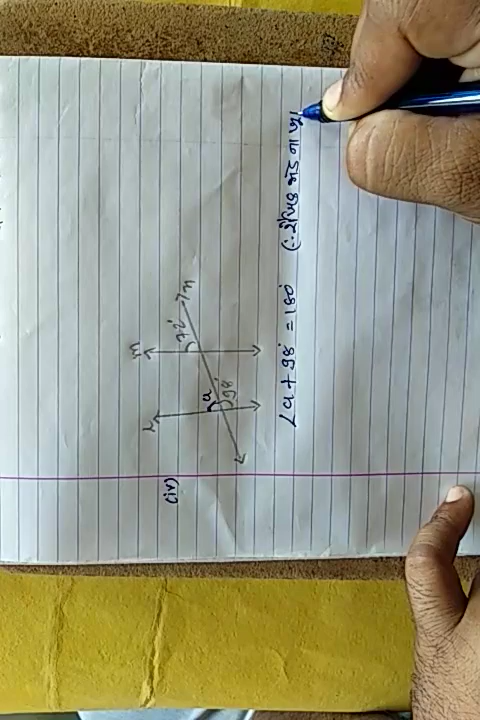 (iv)
l
m
a
72°
n
98°
∠a + 98° = 180° (∵ રૈખિક જોડ ના ખૂ